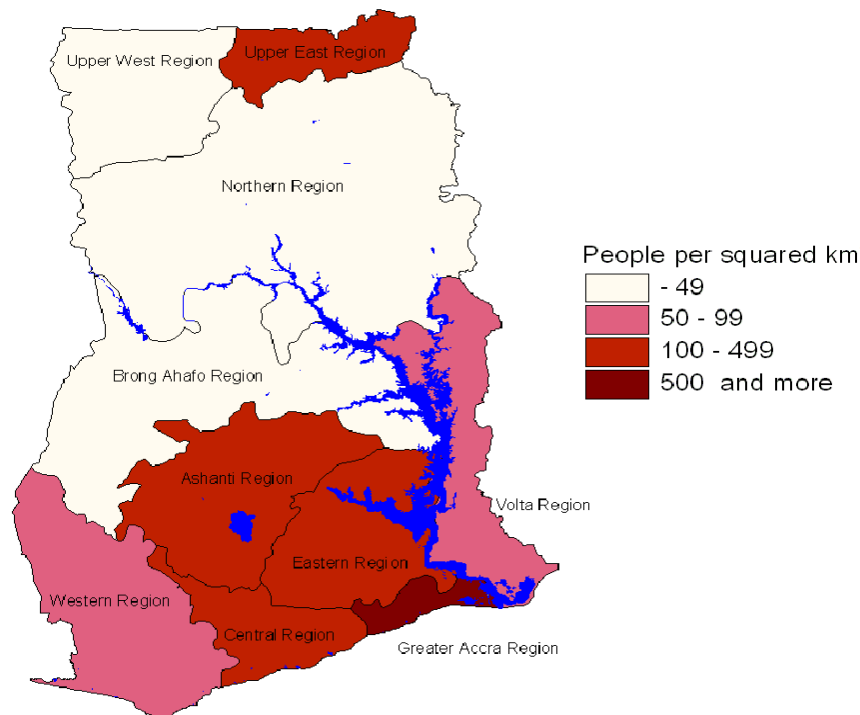 Upper West Region
Upper East Region
Northern Region
People per squared km
- 49
50 - 99
100 - 499
500 and more
Brong Ahafo Region
Ashanti Region
Volta Region
Eastern Region
Western Region
Central Region
Greater Accra Region